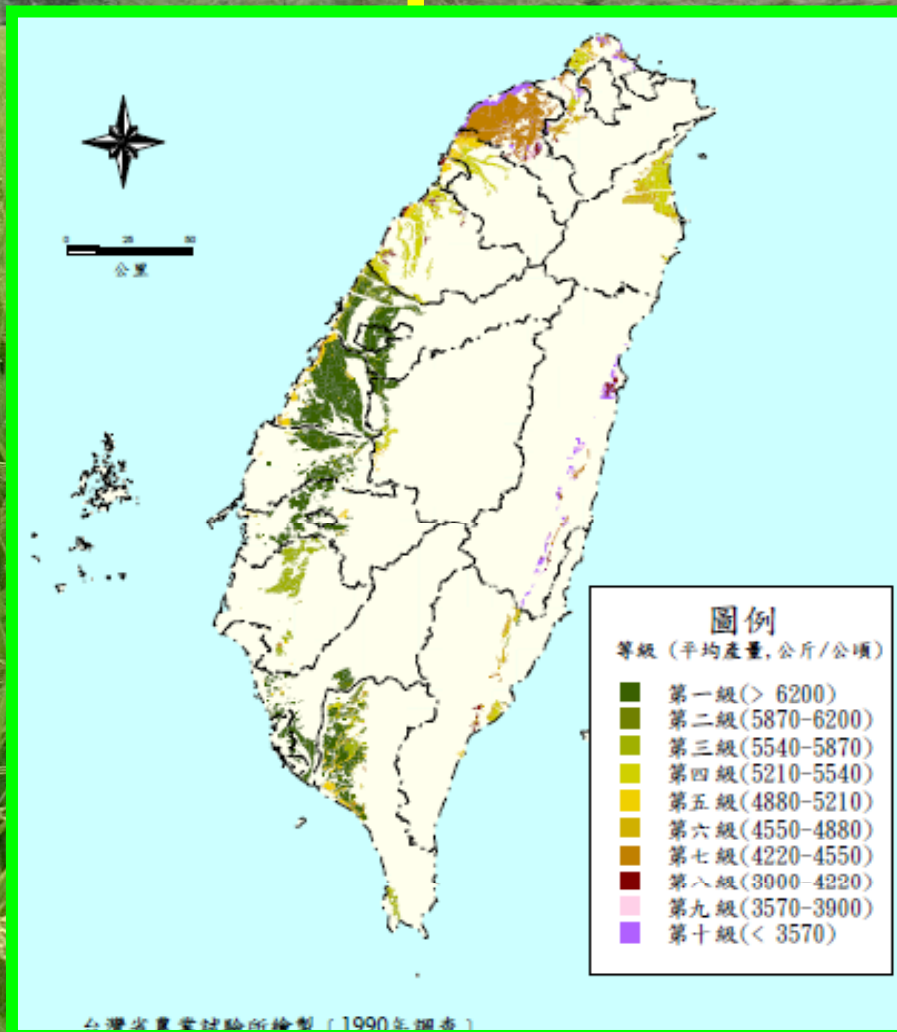 0 25 50
公里
圖例
等級 (平均產量,公斤/公頃)
第一級(> 6200)
第二級(5870-6200)
第三級(5540-5870)
第四級(5210-5540)
第五級(4880-5210)
第六級(4550-4880)
第七級(4220-4550)
第八級(3900-4220)
第九級(3570-3900)
第十級(< 3570)
台灣省農業試驗所繪製 [ 1990年調查 ]